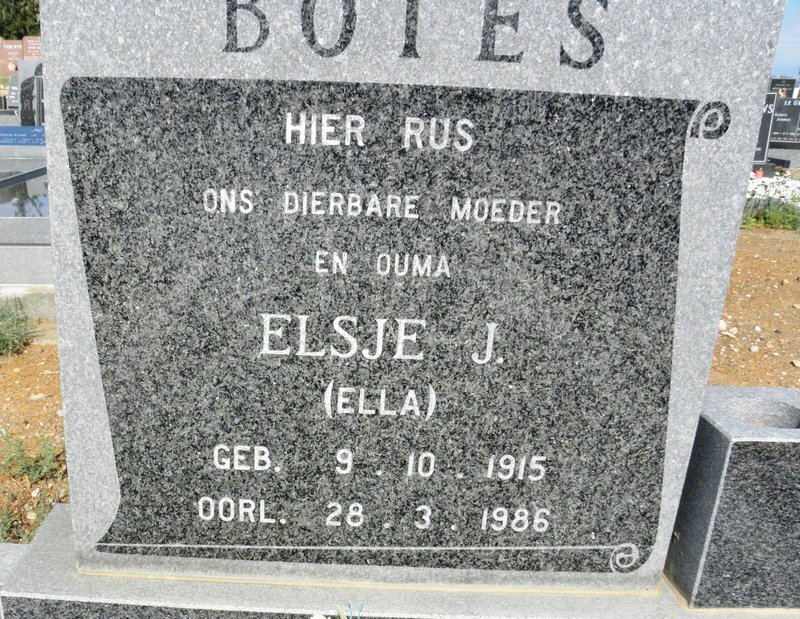 BOTES
HIER RUS
ONS DIERBARE MOEDER
EN OUMA
ELSJE J.
(ELLA)
GEB. 9 . 10 . 1915
OORL. 28 . 3 . 1986